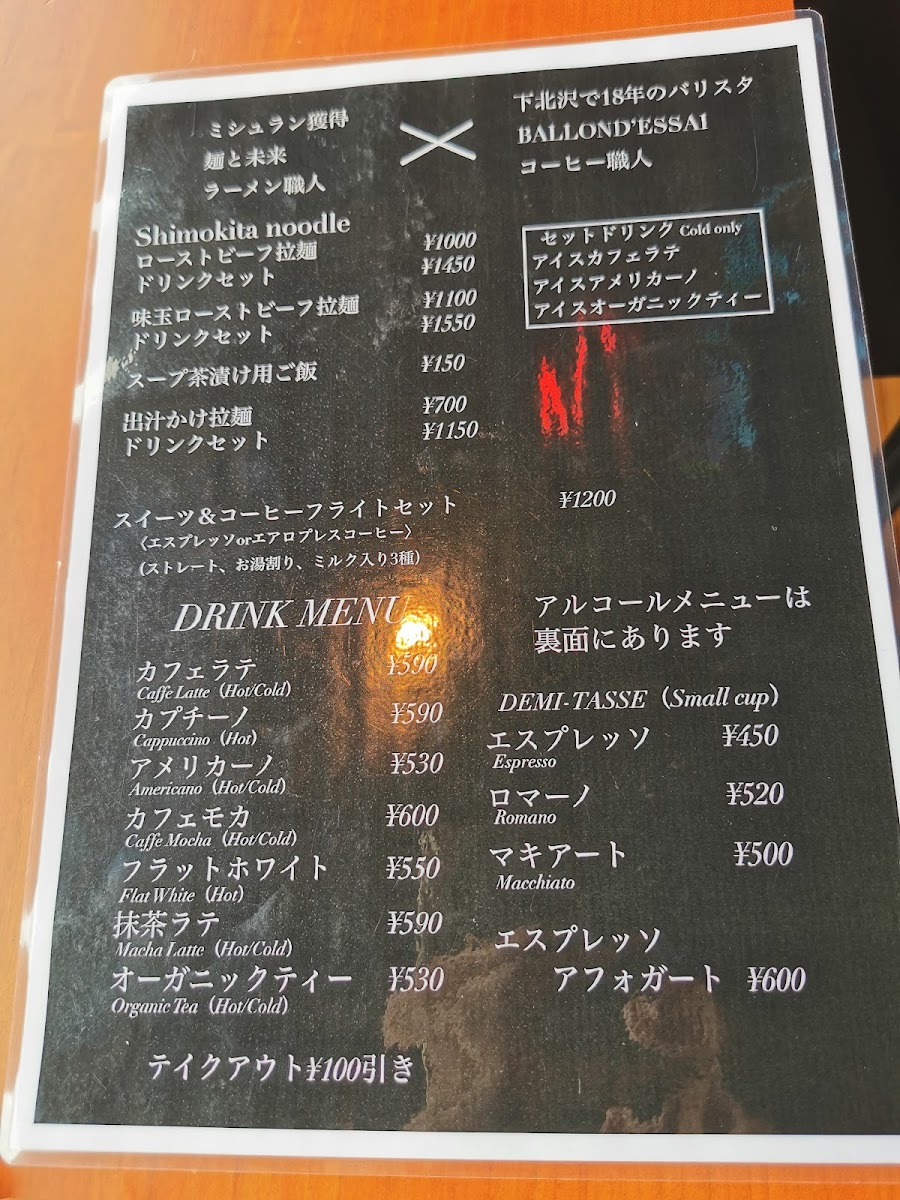 ミシュラン獲得
麺と未来
ラーメン職人
×
下北沢で18年のバリスタ
BALLOND'ESSAI
コーヒー職人
Shimokita noodle
ローストビーフ拉麺 ¥1000
ドリンクセット ¥1450
味玉ローストビーフ拉麺 ¥1100
ドリンクセット ¥1550
スープ茶漬け用ご飯 ¥150
出汁かけ拉麺 ¥700
ドリンクセット ¥1150
セットドリンク Cold only
アイスカフェラテ
アイスアメリカーノ
アイスオーガニックティー
スイーツ&コーヒーフライトセット ¥1200
〈エスプレッソorエアロプレスコーヒー〉
(ストレート、お湯割り、ミルク入り3種)
DRINK MENU
カフェラテ ¥590
Caffe Latte (Hot/Cold)
カプチーノ ¥590
Cappuccino (Hot)
アメリカーノ ¥530
Americano (Hot/Cold)
カフェモカ ¥600
Caffe Mocha (Hot/Cold)
フラットホワイト ¥550
Flat White (Hot)
抹茶ラテ ¥590
Macha Latte (Hot/Cold)
オーガニックティー ¥530
Organic Tea (Hot/Cold)
テイクアウト¥100引き
アルコールメニューは
裏面にあります
DEMI-TASSE (Small cup)
エスプレッソ ¥450
Espresso
ロマーノ ¥520
Romano
マキアート ¥500
Macchiato
エスプレッソ
アフォガート ¥600